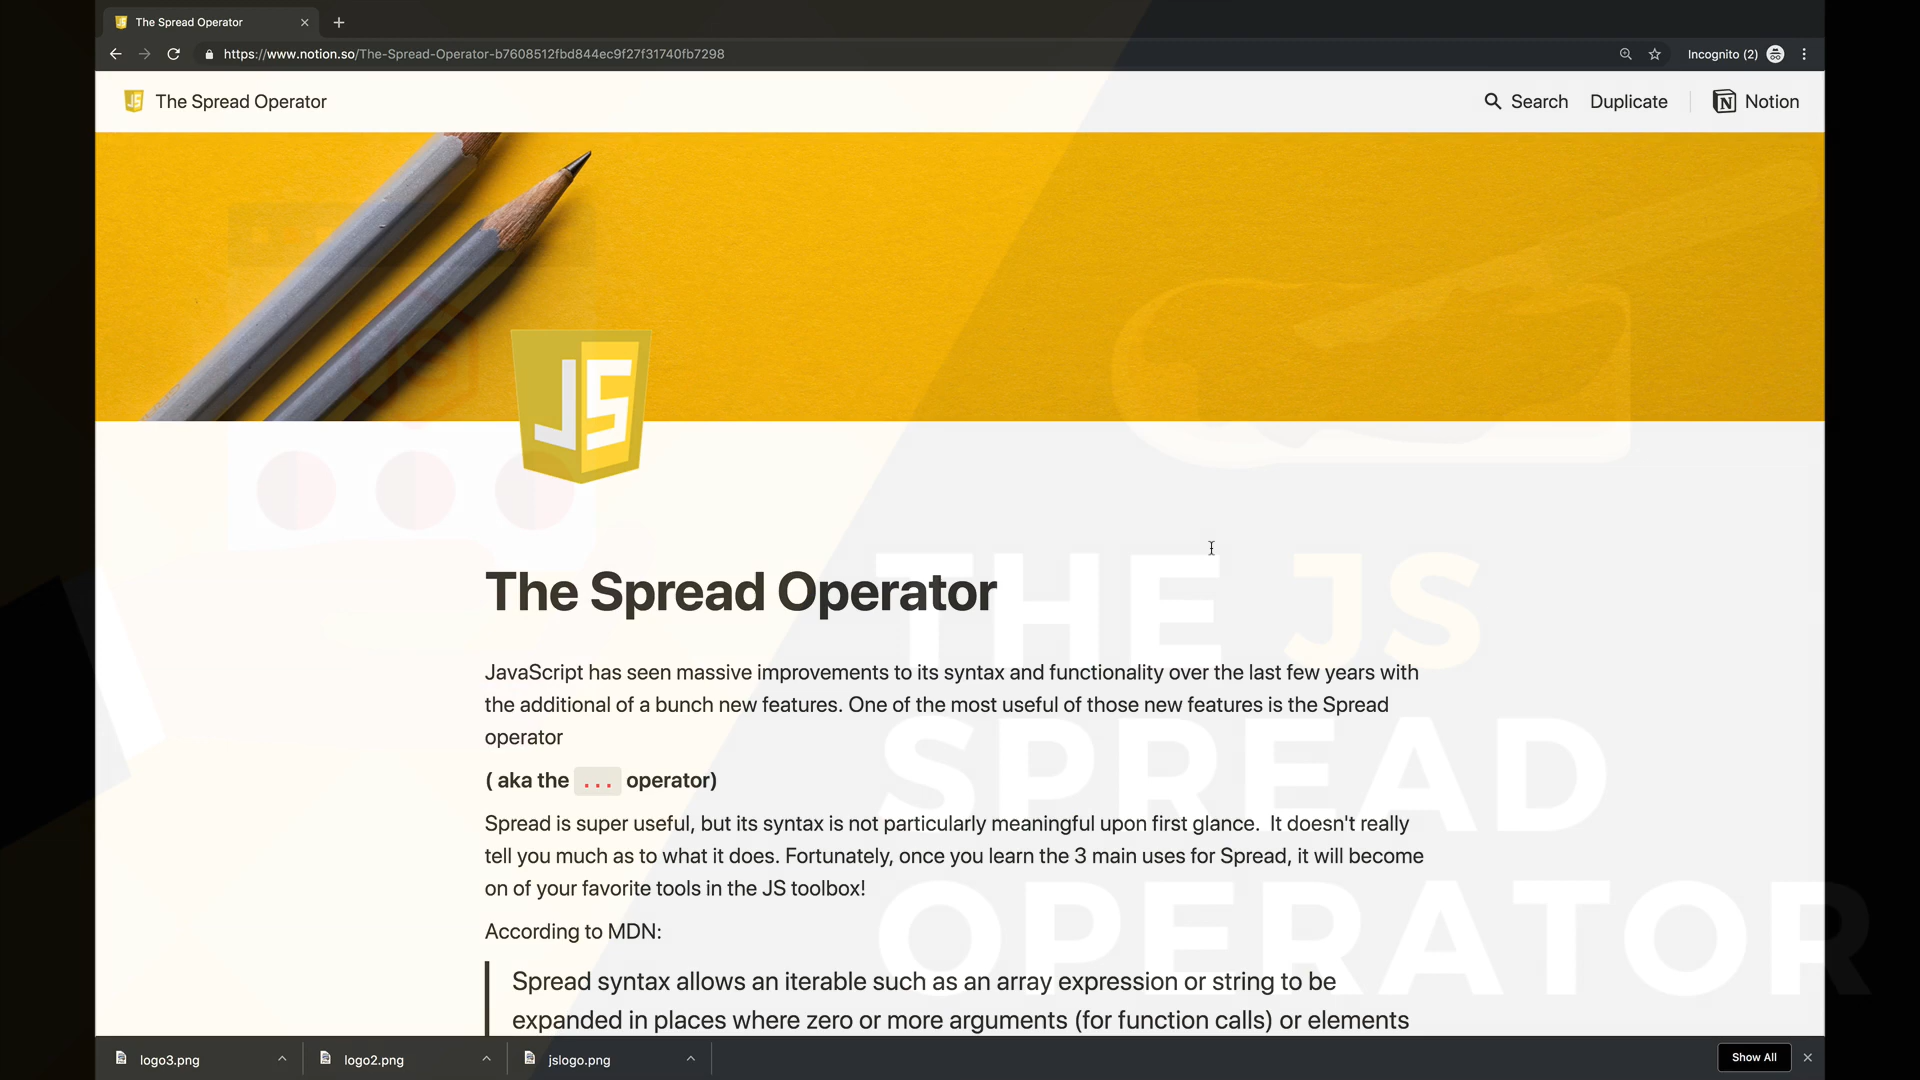 The Spread Operator
https://www.notion.so/The-Spread-Operator-b7608512fbd844ec9f27f31740fb7298
Incognito (2)
JS
The Spread Operator
Search
Duplicate
N
Notion
JS
The Spread Operator
THE JS
SPREAD
OPERATOR
JavaScript has seen massive improvements to its syntax and functionality over the last few years with
the additional of a bunch new features. One of the most useful of those new features is the Spread
operator
( aka the ... operator)
Spread is super useful, but its syntax is not particularly meaningful upon first glance.  It doesn't really
tell you much as to what it does. Fortunately, once you learn the 3 main uses for Spread, it will become
on of your favorite tools in the JS toolbox!
According to MDN:
Spread syntax allows an iterable such as an array expression or string to be
expanded in places where zero or more arguments (for function calls) or elements
logo3.png
logo2.png
jslogo.png
Show All